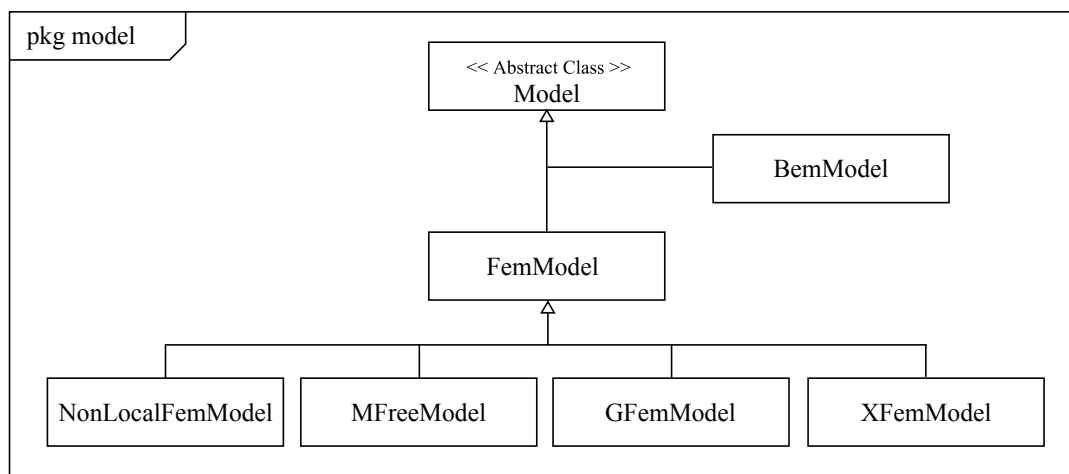 pkg model
<< Abstract Class >>
Model
BemModel
FemModel
NonLocalFemModel
MFreeModel
GFemModel
XFemModel